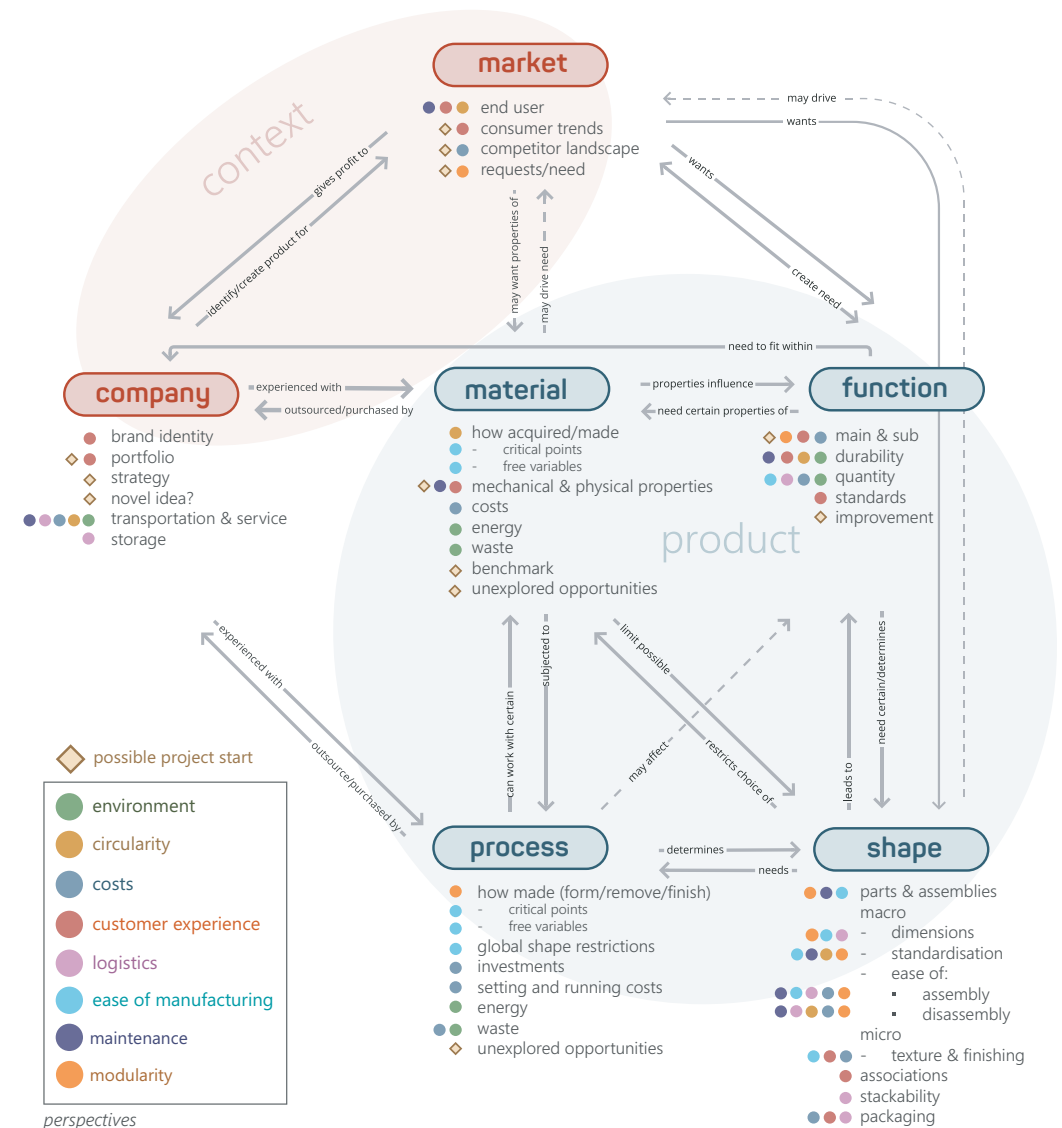 market
end user
consumer trends
competitor landscape
requests/need
context
may drive
wants
wants
create need
gives profit to
identify/create product for
may want properties of
may drive need
need to fit within
company
brand identity
portfolio
strategy
novel idea?
transportation & service
storage
experienced with
outsourced/purchased by
material
how acquired/made
- critical points
- free variables
mechanical & physical properties
costs
energy
waste
benchmark
unexplored opportunities
properties influence
need certain properties of
function
main & sub
durability
quantity
standards
improvement
product
experienced with
outsource/purchased by
can work with certain
subjected to
limit possible
restricts choice of
may affect
leads to
need certain/determines
process
how made (form/remove/finish)
- critical points
- free variables
global shape restrictions
investments
setting and running costs
energy
waste
unexplored opportunities
determines
needs
shape
parts & assemblies
macro
- dimensions
- standardisation
- ease of:
▪ assembly
▪ disassembly
micro
- texture & finishing
associations
stackability
packaging
possible project start
environment
circularity
costs
customer experience
logistics
ease of manufacturing
maintenance
modularity
perspectives